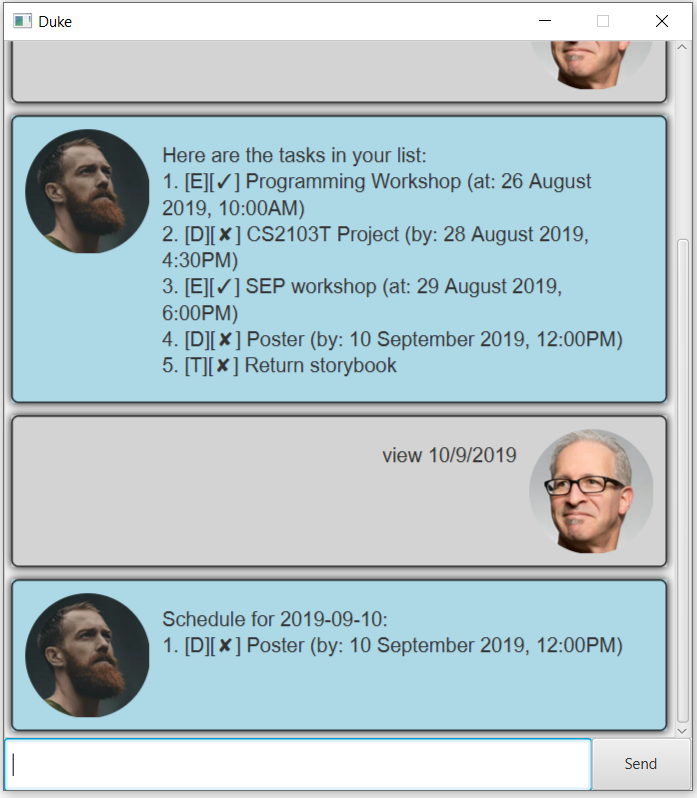 Duke
Here are the tasks in your list:
1. [E][✓] Programming Workshop (at: 26 August
2019, 10:00AM)
2. [D][✘] CS2103T Project (by: 28 August 2019,
4:30PM)
3. [E][✓] SEP workshop (at: 29 August 2019,
6:00PM)
4. [D][✘] Poster (by: 10 September 2019, 12:00PM)
5. [T][✘] Return storybook
view 10/9/2019
Schedule for 2019-09-10:
1. [D][✘] Poster (by: 10 September 2019, 12:00PM)
Send